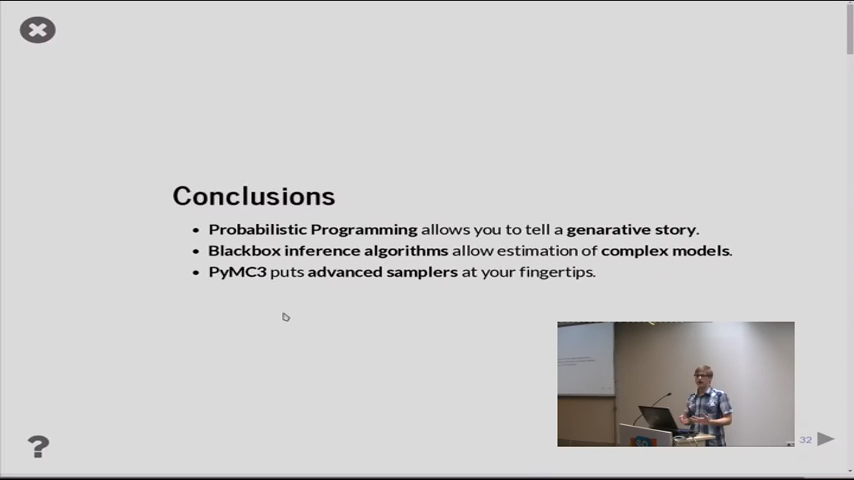 Conclusions
• Probabilistic Programming allows you to tell a genarative story.
• Blackbox inference algorithms allow estimation of complex models.
• PyMC3 puts advanced samplers at your fingertips.
?
32